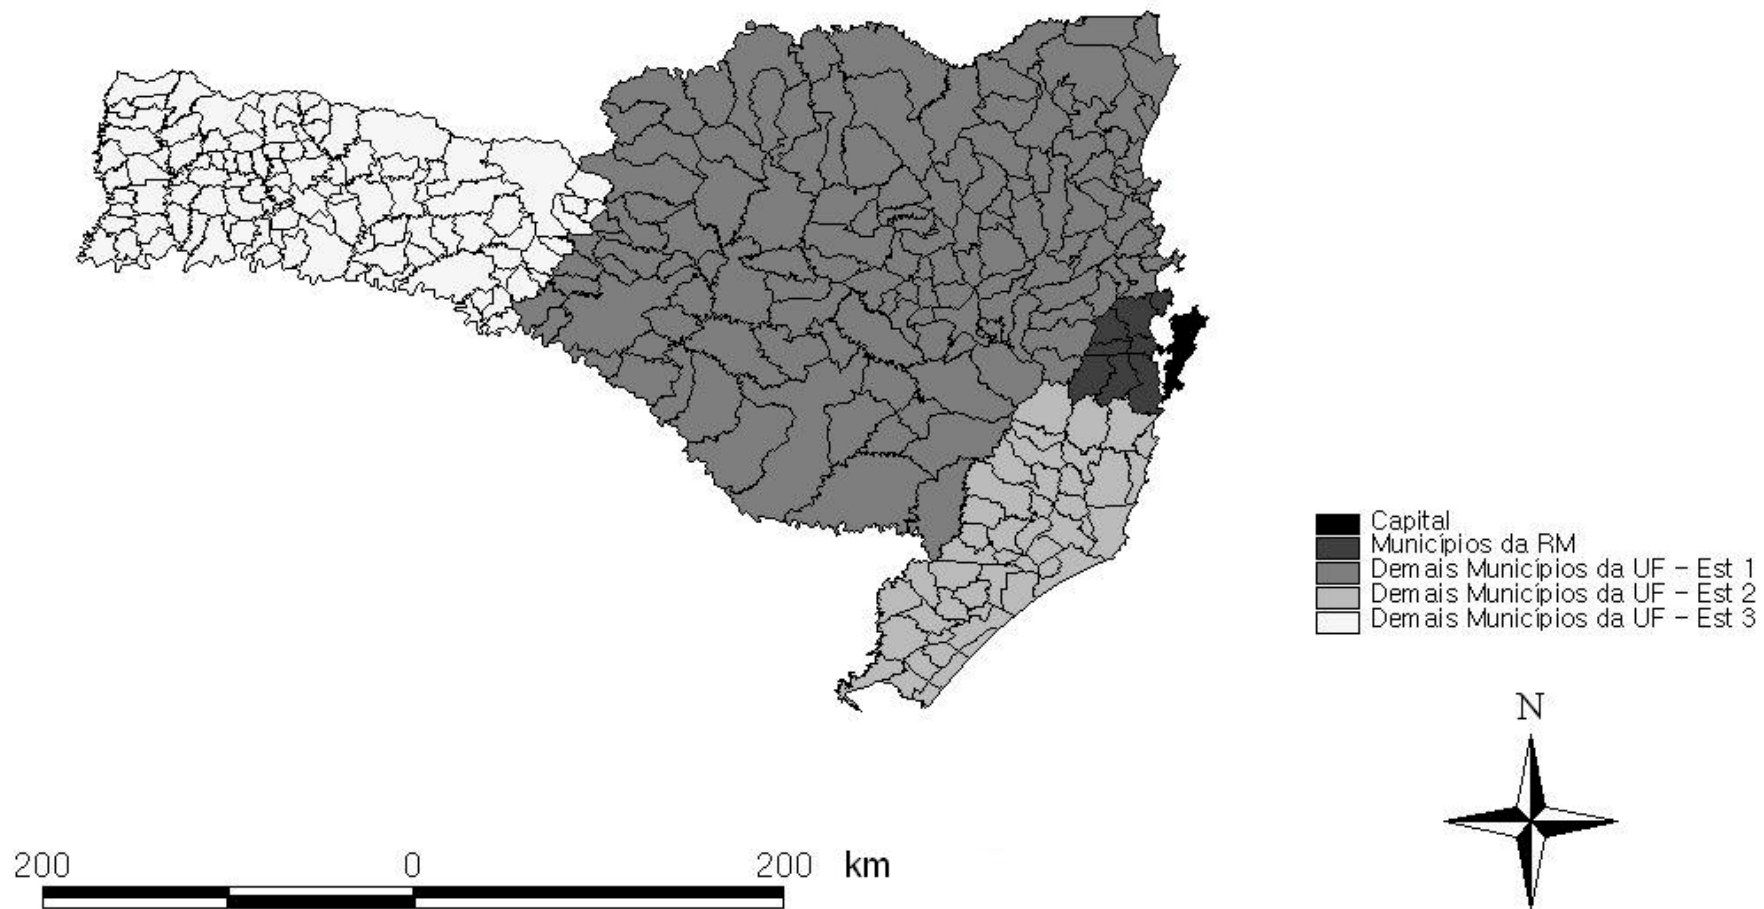 Capital
Municípios da RM
Demais Municípios da UF - Est 1
Demais Municípios da UF - Est 2
Demais Municípios da UF - Est 3
N
200 0 200 km